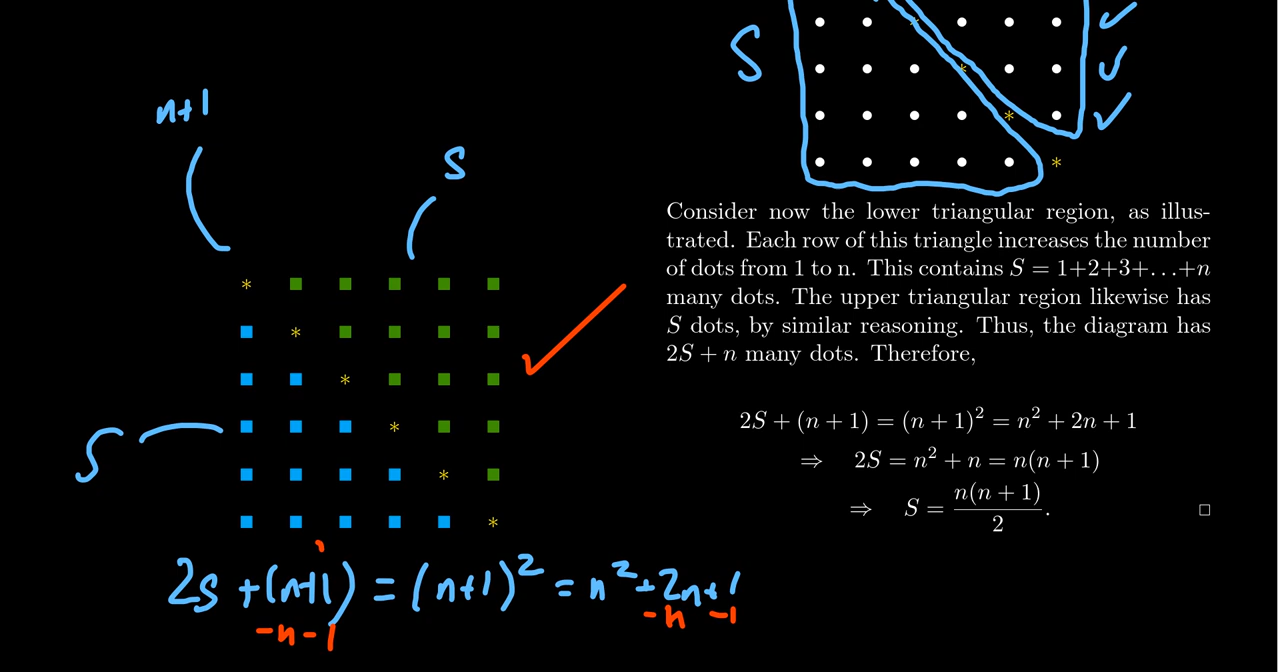 S
n+1
S
Consider now the lower triangular region, as illus-
trated. Each row of this triangle increases the number
of dots from 1 to n. This contains S = 1+2+3+...+n
many dots. The upper triangular region likewise has
S dots, by similar reasoning. Thus, the diagram has
2S + n many dots. Therefore,
2S + (n + 1) = (n + 1)² = n² + 2n + 1
⇒ 2S = n² + n = n(n + 1)
⇒ S = n(n + 1)/2. □
S
2S + (n+1) = (n+1)² = n² + 2n + 1
-n - 1 -n -1